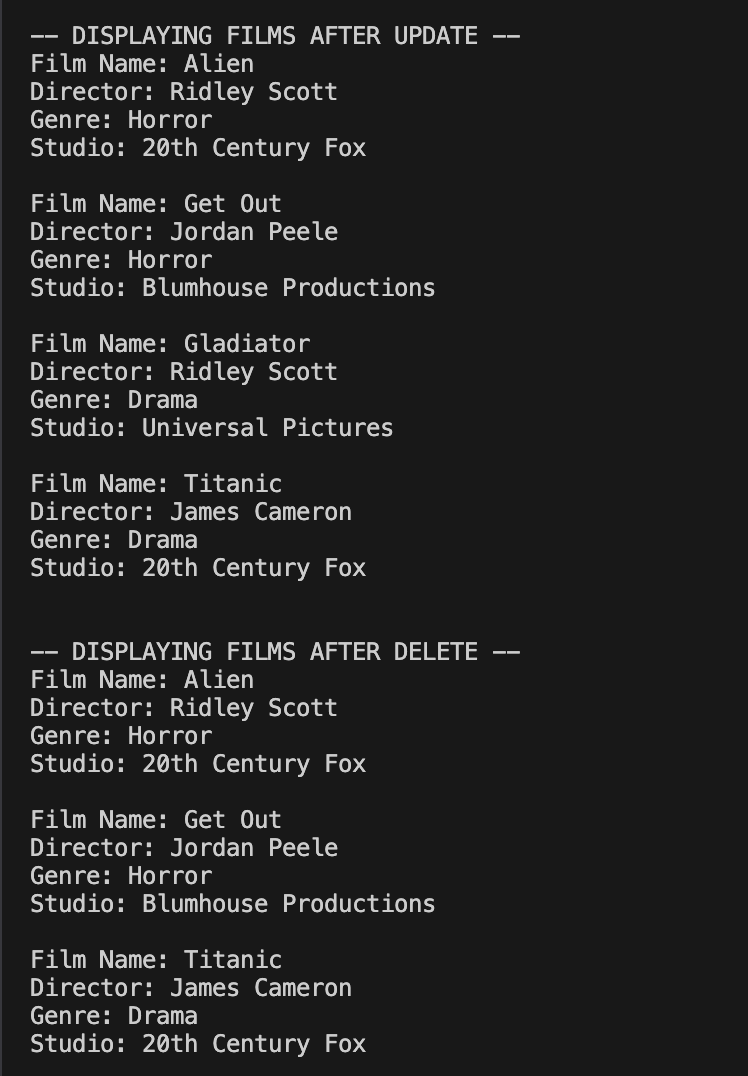 -- DISPLAYING FILMS AFTER UPDATE --
Film Name: Alien
Director: Ridley Scott
Genre: Horror
Studio: 20th Century Fox
Film Name: Get Out
Director: Jordan Peele
Genre: Horror
Studio: Blumhouse Productions
Film Name: Gladiator
Director: Ridley Scott
Genre: Drama
Studio: Universal Pictures
Film Name: Titanic
Director: James Cameron
Genre: Drama
Studio: 20th Century Fox
-- DISPLAYING FILMS AFTER DELETE --
Film Name: Alien
Director: Ridley Scott
Genre: Horror
Studio: 20th Century Fox
Film Name: Get Out
Director: Jordan Peele
Genre: Horror
Studio: Blumhouse Productions
Film Name: Titanic
Director: James Cameron
Genre: Drama
Studio: 20th Century Fox